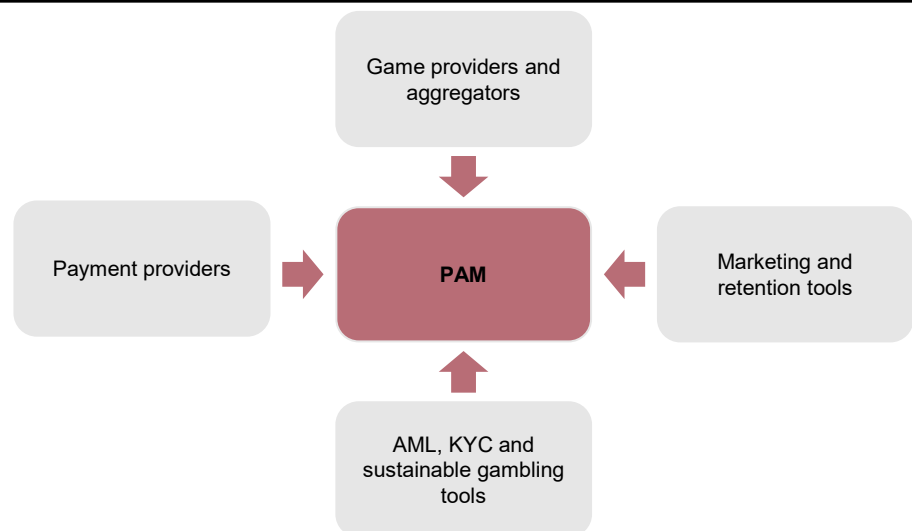 Game providers and
aggregators
Payment providers
PAM
Marketing and
retention tools
AML, KYC and
sustainable gambling
tools